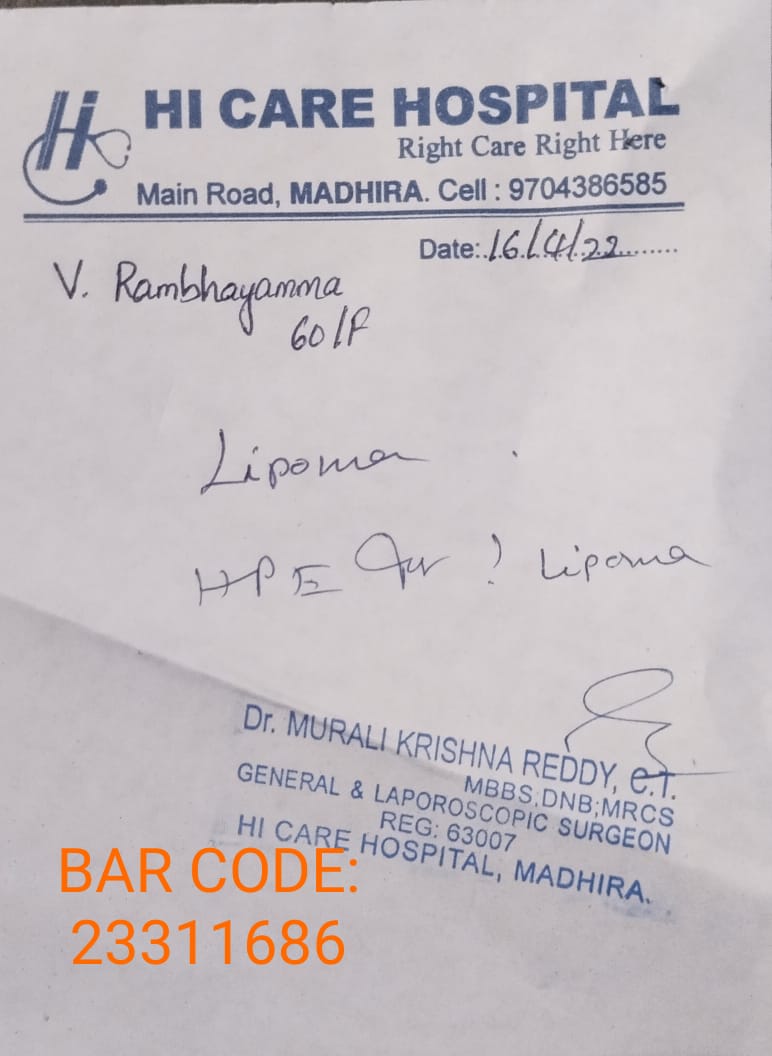 Hi
HI CARE HOSPITAL
Right Care Right Here
Main Road, MADHIRA. Cell : 9704386585
Date:.16/4/22........
V. Rambhayamma
60/F
Lipoma
HPE for ? Lipoma
Dr. MURALI KRISHNA REDDY, C.T.
MBBS;DNB;MRCS
GENERAL & LAPOROSCOPIC SURGEON
REG: 63007
HI CARE HOSPITAL, MADHIRA.
BAR CODE:
23311686